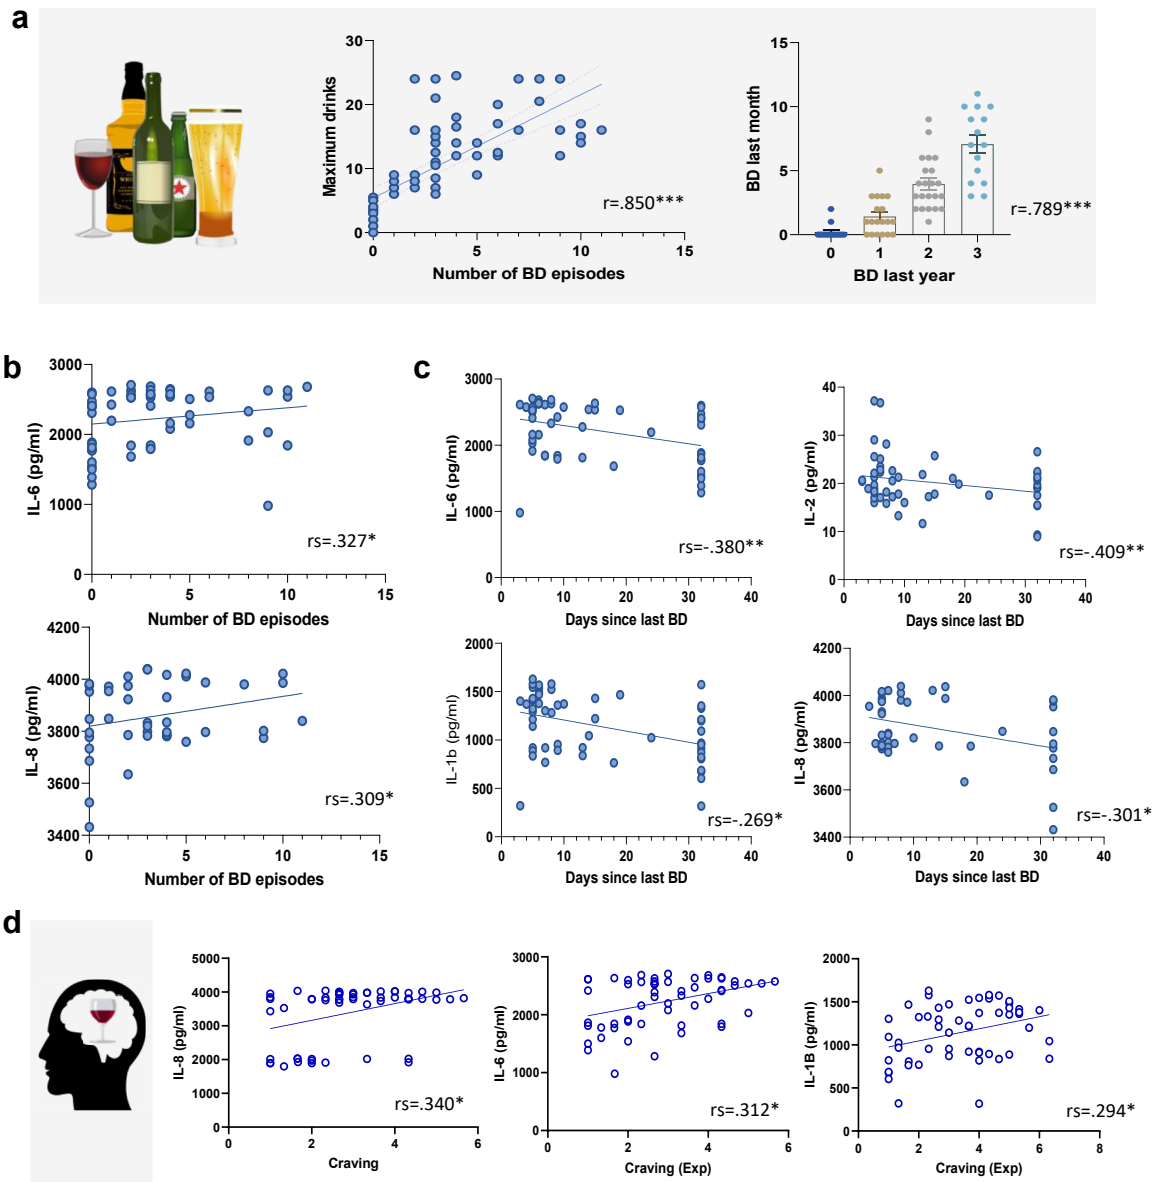 a
Maximum drinks
30
20
10
0
0 5 10 15
Number of BD episodes
r=.850***
BD last month
15
10
5
0
0 1 2 3
BD last year
r=.789***
b
IL-6 (pg/ml)
3000
2000
1000
0
0 5 10 15
Number of BD episodes
rs=.327*
IL-8 (pg/ml)
4200
4000
3800
3600
3400
0 5 10 15
Number of BD episodes
rs=.309*
c
IL-6 (pg/ml)
3000
2000
1000
0
0 10 20 30 40
Days since last BD
rs=-.380**
IL-2 (pg/ml)
40
30
20
10
0
0 10 20 30 40
Days since last BD
rs=-.409**
IL-1b (pg/ml)
2000
1500
1000
500
0
0 10 20 30 40
Days since last BD
rs=-.269*
IL-8 (pg/ml)
4200
4000
3800
3600
3400
0 10 20 30 40
Days since last BD
rs=-.301*
d
IL-8 (pg/ml)
5000
4000
3000
2000
1000
0
0 2 4 6
Craving
rs=.340*
IL-6 (pg/ml)
3000
2000
1000
0
0 2 4 6
Craving (Exp)
rs=.312*
IL-1B (pg/ml)
2000
1500
1000
500
0
0 2 4 6 8
Craving (Exp)
rs=.294*